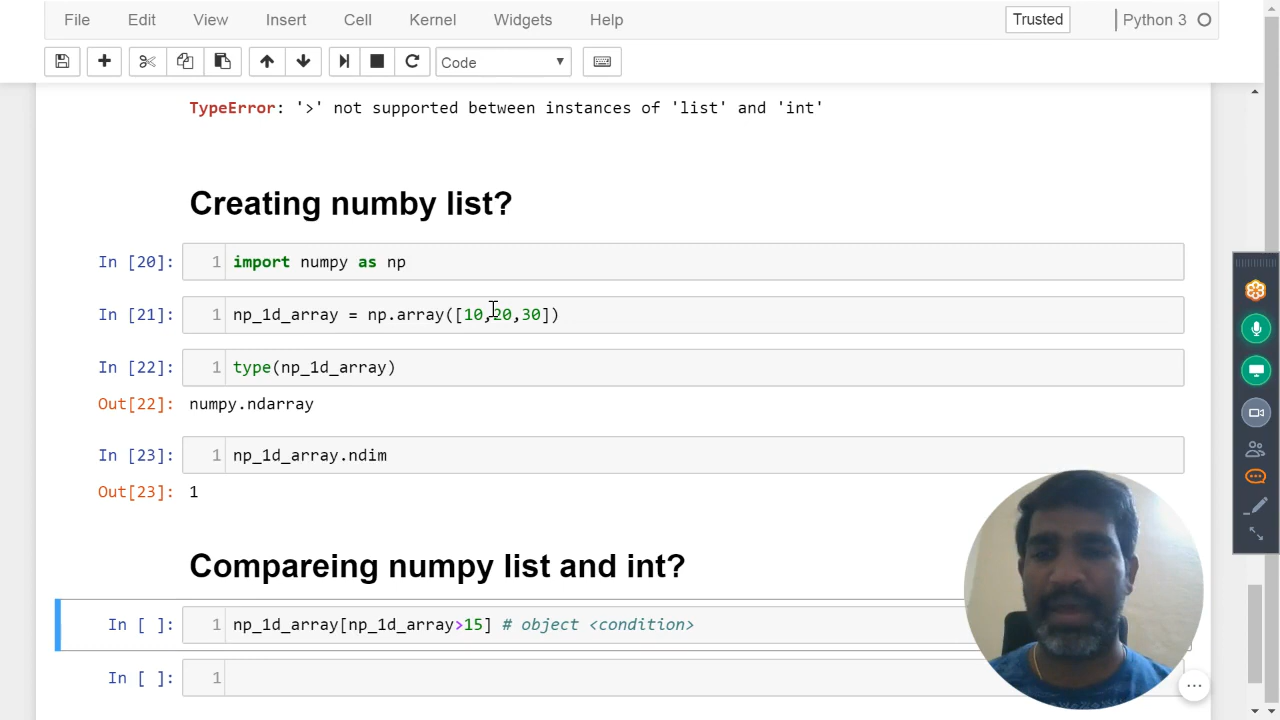 File Edit View Insert Cell Kernel Widgets Help Trusted Python 3
Code
TypeError: '>' not supported between instances of 'list' and 'int'
Creating numby list?
In [20]: 1 import numpy as np
In [21]: 1 np_1d_array = np.array([10,20,30])
In [22]: 1 type(np_1d_array)
Out[22]: numpy.ndarray
In [23]: 1 np_1d_array.ndim
Out[23]: 1
Compareing numpy list and int?
In [ ]: 1 np_1d_array[np_1d_array>15] # object <condition>
In [ ]: 1